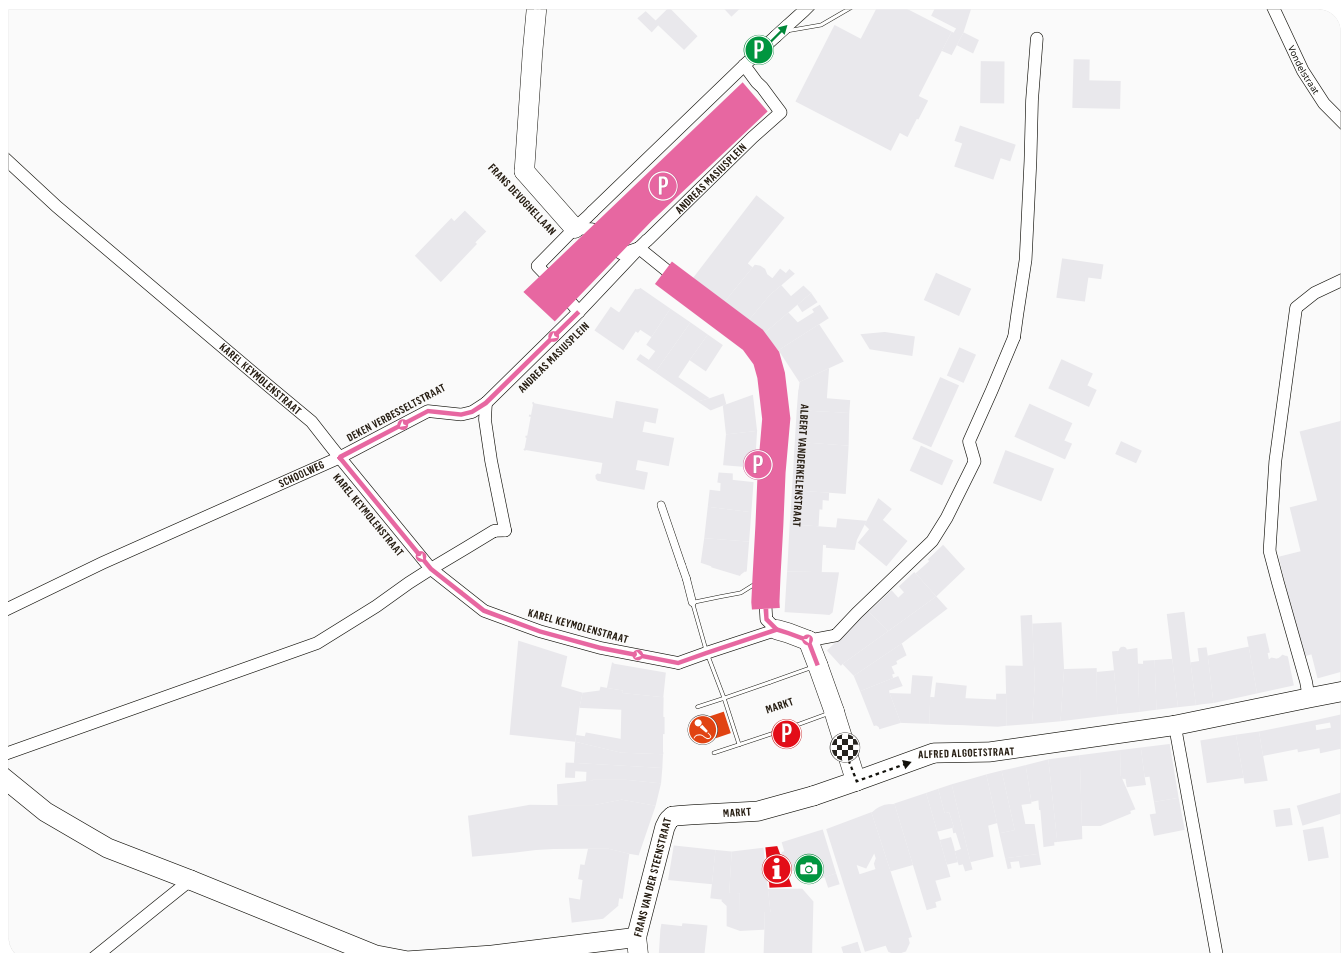 P
Vondelstraat
FRANS DEVOGHELLAAN
P
ANDREAS MASIUSPLEIN
ANDREAS MASIUSPLEIN
KAREL KEYMOLENSTRAAT
DEKEN VERBESSELTSTRAAT
SCHOOLWEG
KAREL KEYMOLENSTRAAT
P
ALBERT VANDERKELENSTRAAT
KAREL KEYMOLENSTRAAT
MARKT
P
ALFRED ALGOETSTRAAT
MARKT
FRANS VAN DER STEENSTRAAT
i